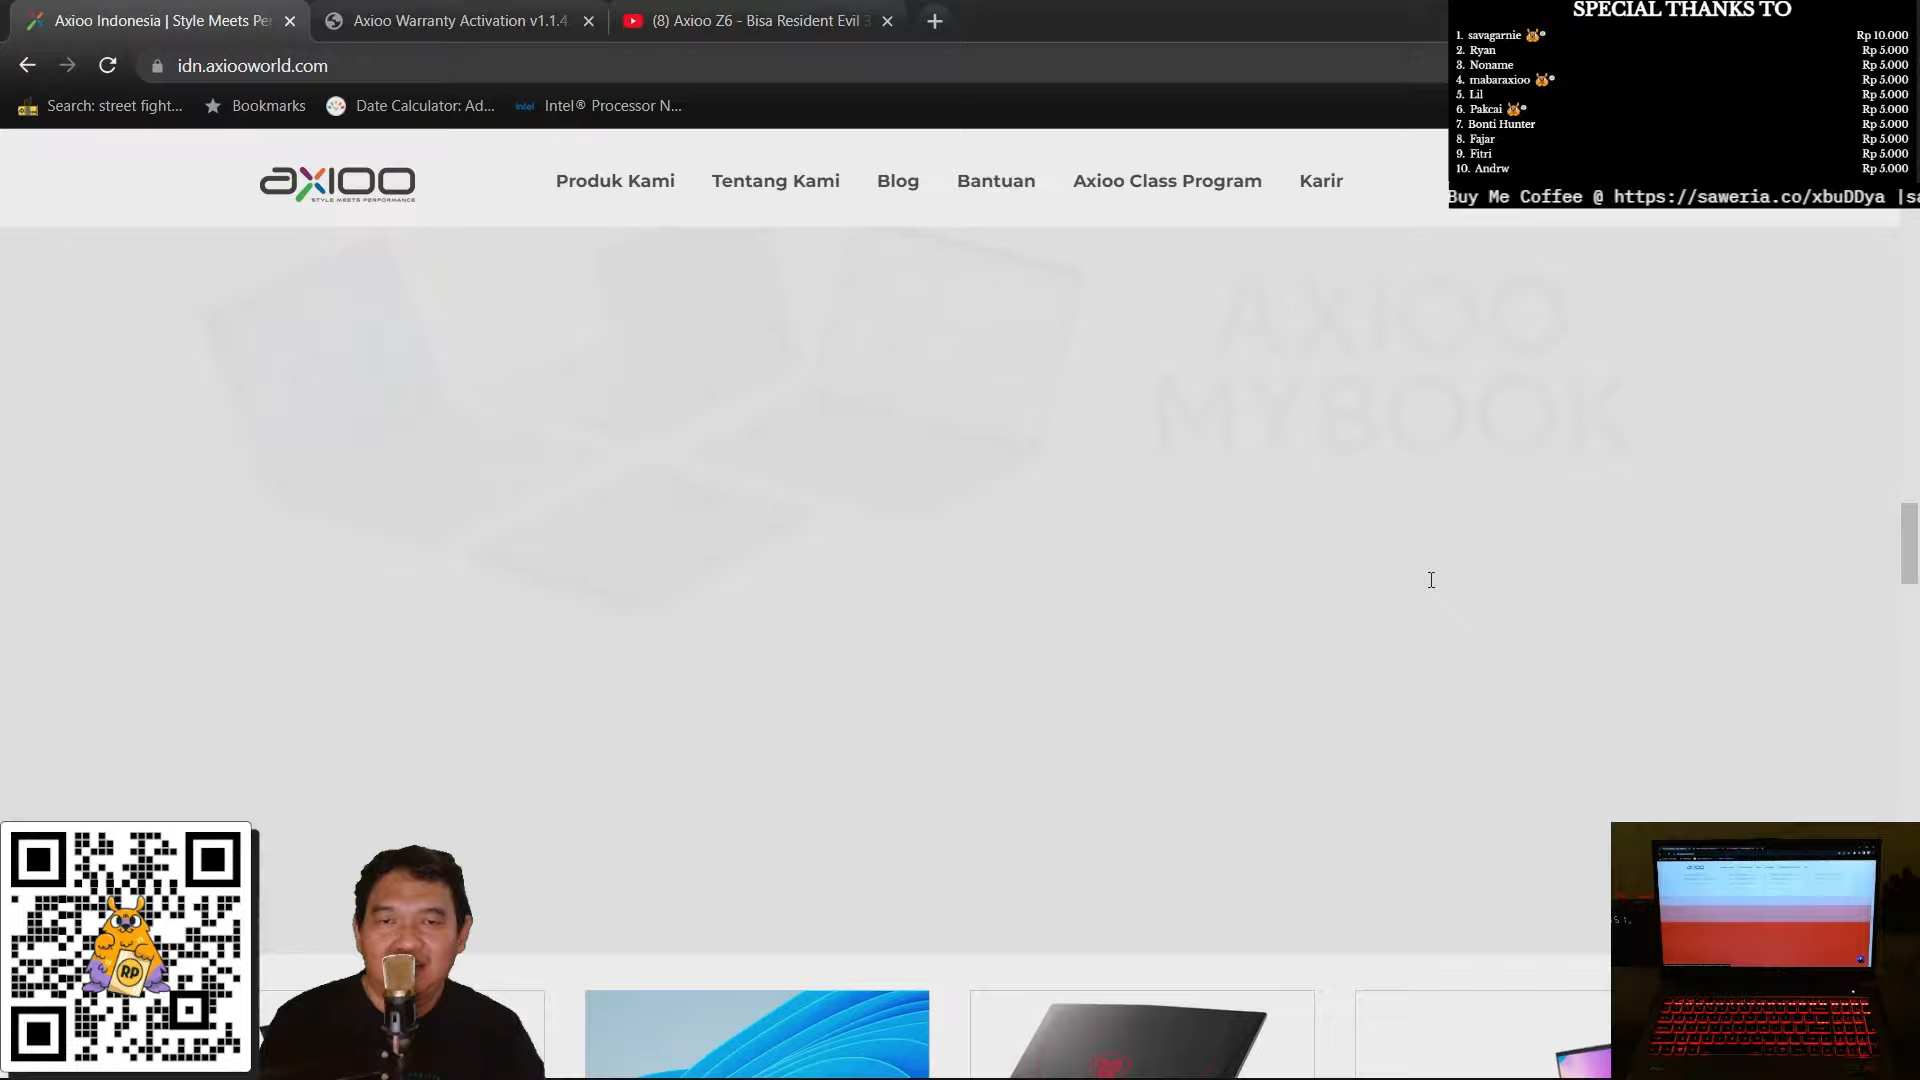 Axioo Indonesia | Style Meets Per
Axioo Warranty Activation v1.1.4
(8) Axioo Z6 - Bisa Resident Evil 3
idn.axiooworld.com
Search: street fight...
Bookmarks
Date Calculator: Ad...
intel
Intel® Processor N...
SPECIAL THANKS TO
1. savagarnie Rp 10.000
2. Ryan Rp 5.000
3. Noname Rp 5.000
4. mabaraxioo Rp 5.000
5. Lil Rp 5.000
6. Pakcai Rp 5.000
7. Bonti Hunter Rp 5.000
8. Fajar Rp 5.000
9. Fitri Rp 5.000
10. Andrw Rp 5.000
Buy Me Coffee @ https://saweria.co/xbuDDya |sa
axioo
STYLE MEETS PERFORMANCE
Produk Kami
Tentang Kami
Blog
Bantuan
Axioo Class Program
Karir
AXIOO
MYBOOK
RP